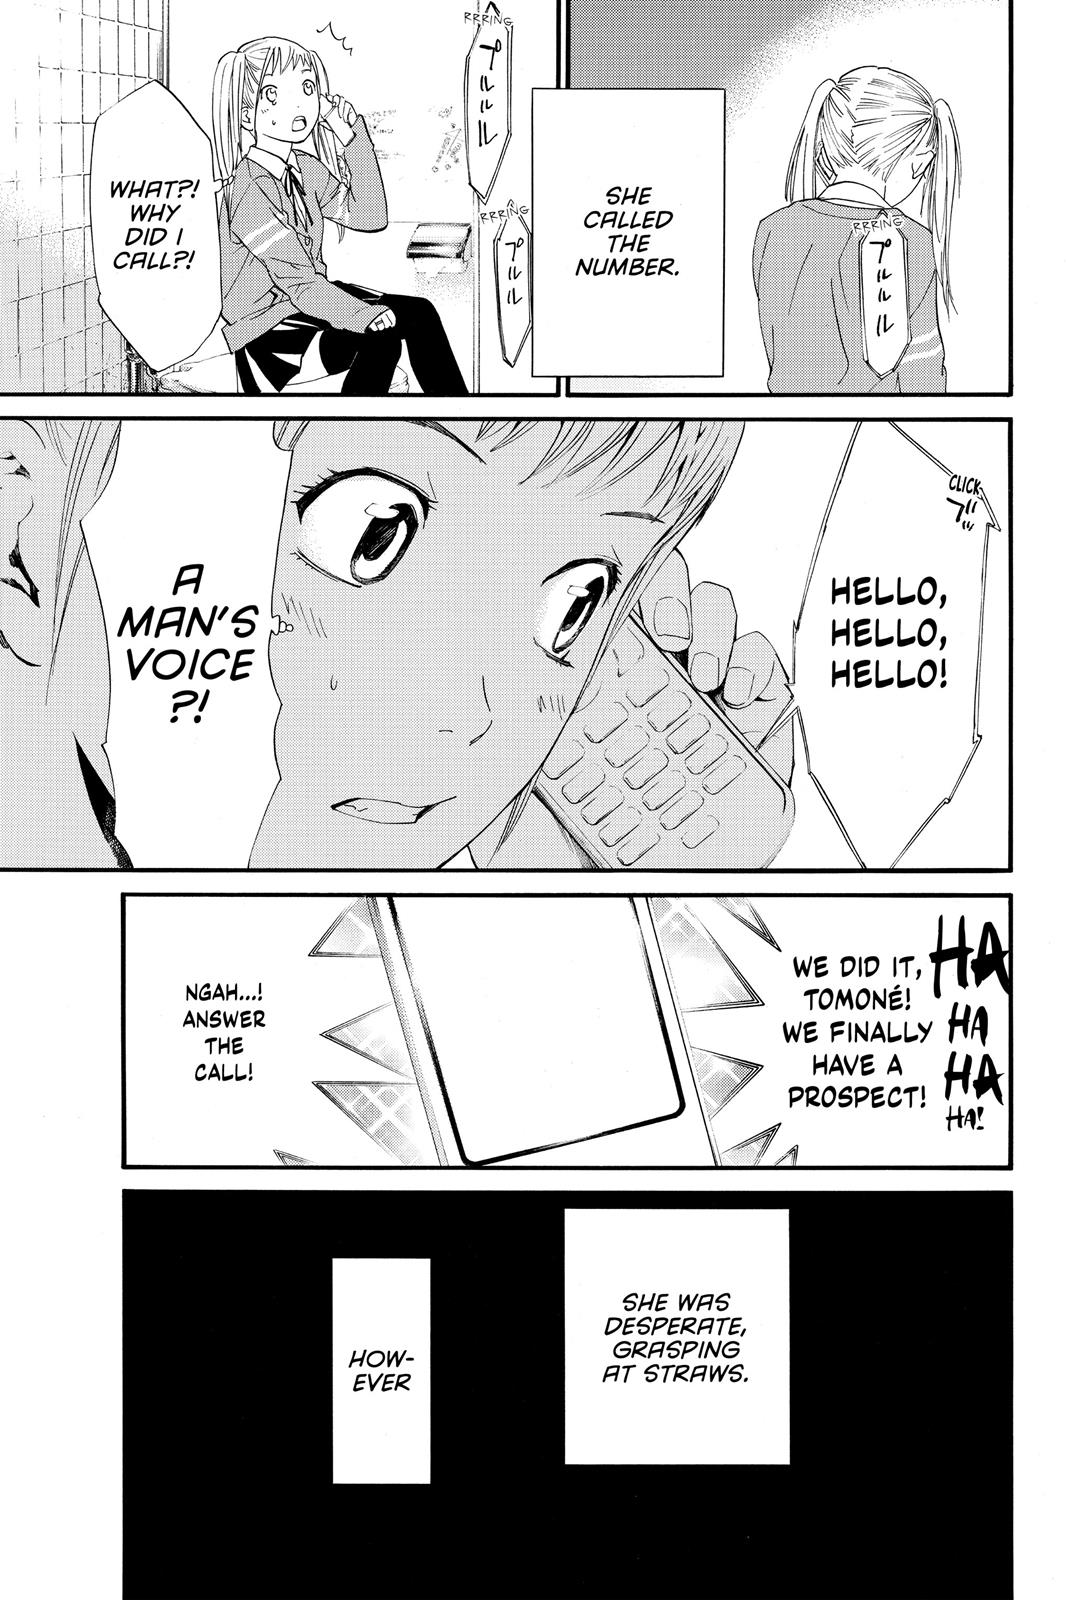 RRRING
プルルル
SHE
CALLED
THE
NUMBER.
RRRING
プルルル
RRRING
プルルル
WHAT?!
WHY
DID I
CALL?!
CLICK
HELLO,
HELLO,
HELLO!
A
MAN'S
VOICE
?!
HA
HA
HA
HA!
WE DID IT,
TOMONÉ!
WE FINALLY
HAVE A
PROSPECT!
NGAH...!
ANSWER
THE
CALL!
SHE WAS
DESPERATE,
GRASPING
AT STRAWS.
HOW-
EVER